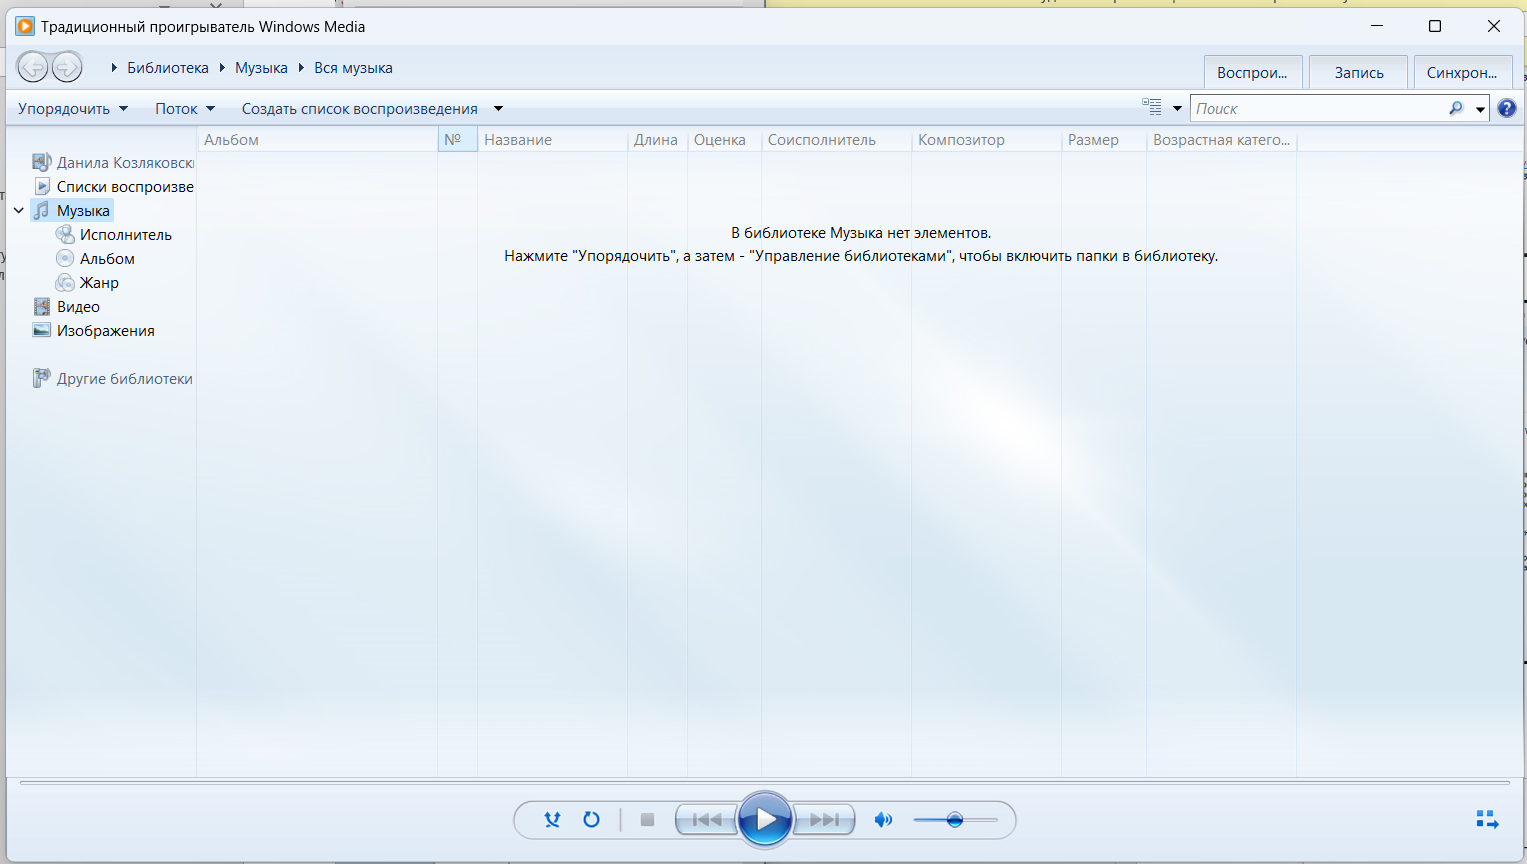 Традиционный проигрыватель Windows Media
Библиотека Музыка Вся музыка
Воспрои... Запись Синхрон...
Упорядочить Поток Создать список воспроизведения Поиск
Альбом № Название Длина Оценка Соисполнитель Композитор Размер Возрастная катего...
Данила Козляковск
Списки воспроизве
Музыка
Исполнитель
Альбом
Жанр
Видео
Изображения
Другие библиотеки
В библиотеке Музыка нет элементов.
Нажмите "Упорядочить", а затем - "Управление библиотеками", чтобы включить папки в библиотеку.